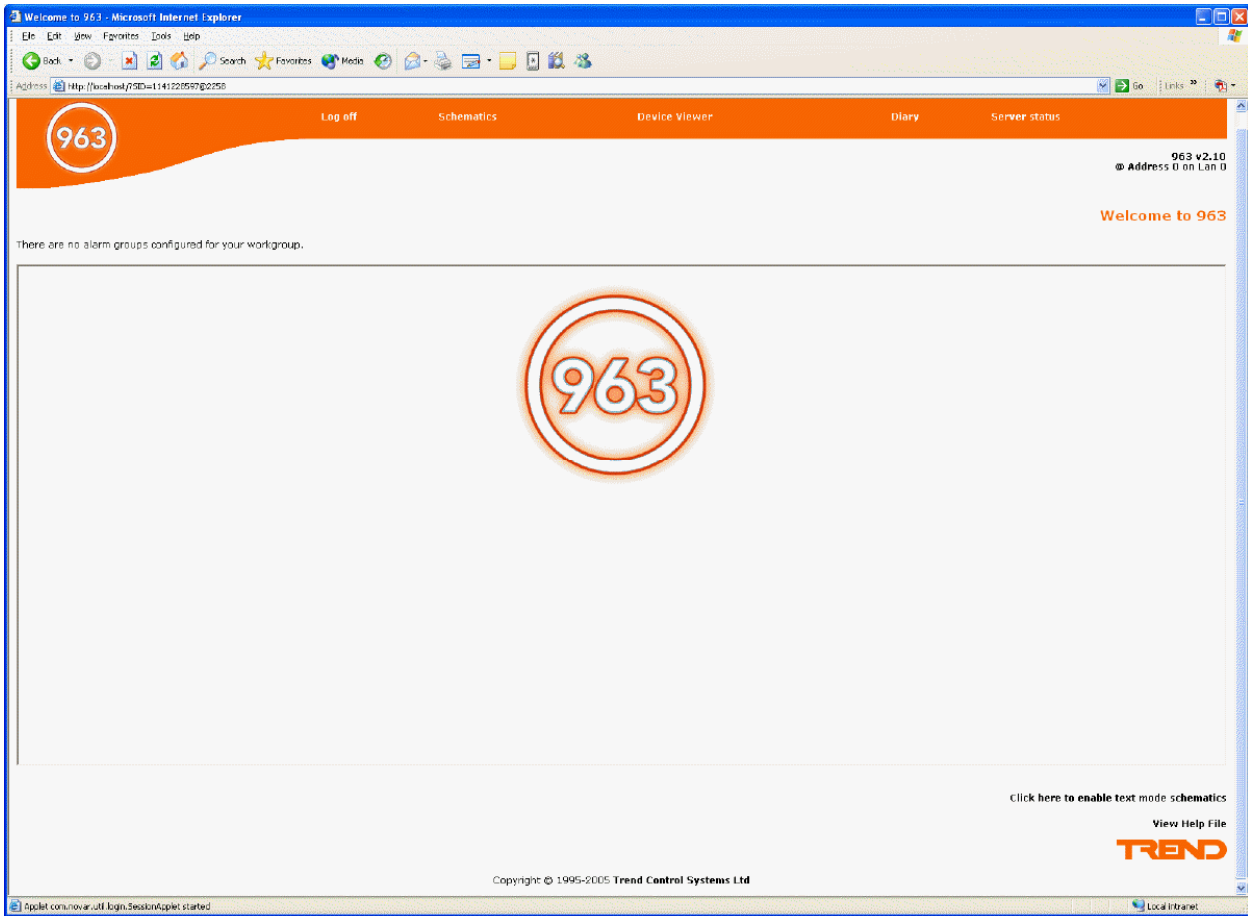 Welcome to 963 - Microsoft Internet Explorer
File Edit View Favorites Tools Help
Back Search Favorites Media
Address http://localhost/?SID=1141228597@2258 Go Links »
963 Log off Schematics Device Viewer Diary Server status
963 v2.10
@ Address 0 on Lan 0
Welcome to 963
There are no alarm groups configured for your workgroup.
963
Click here to enable text mode schematics
View Help File
TREND
Copyright © 1995-2005 Trend Control Systems Ltd
Applet com.novar.util.login.SessionApplet started Local intranet